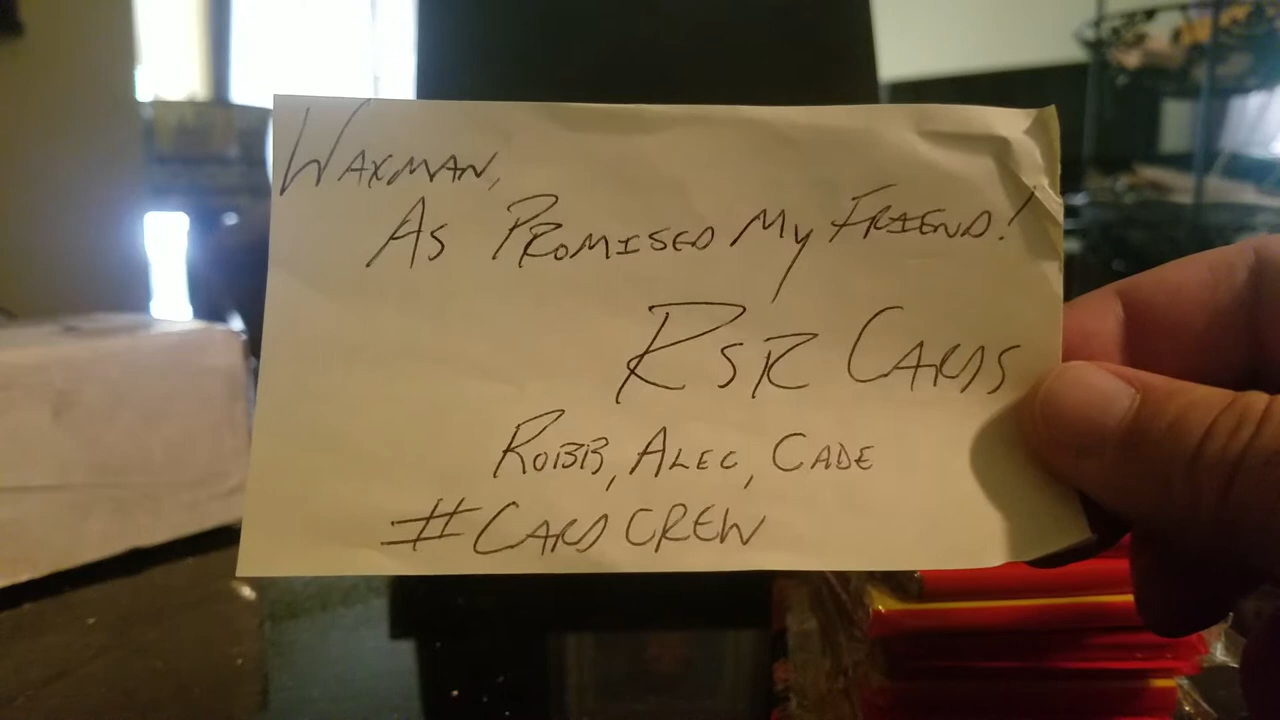 WAXMAN,
AS PROMISED MY FRIEND!
RSR CARDS
ROBB, ALEC, CADE
#CARDCREW